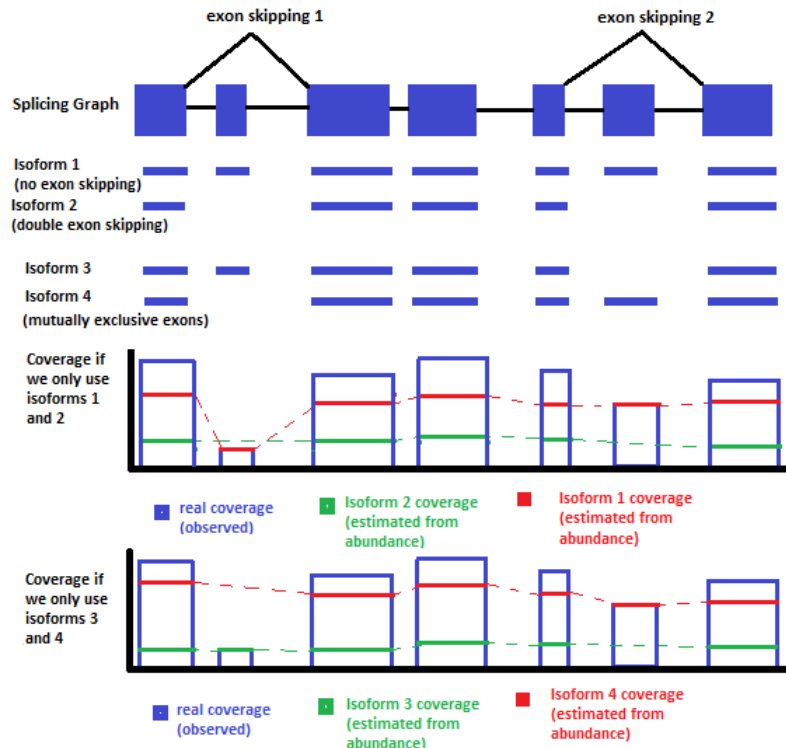 exon skipping 1
exon skipping 2
Splicing Graph
Isoform 1
(no exon skipping)
Isoform 2
(double exon skipping)
Isoform 3
Isoform 4
(mutually exclusive exons)
Coverage if
we only use
isoforms 1
and 2
real coverage
(observed)
Isoform 2 coverage
(estimated from
abundance)
Isoform 1 coverage
(estimated from
abundance)
Coverage if
we only use
isoforms 3
and 4
real coverage
(observed)
Isoform 3 coverage
(estimated from
abundance)
Isoform 4 coverage
(estimated from
abundance)